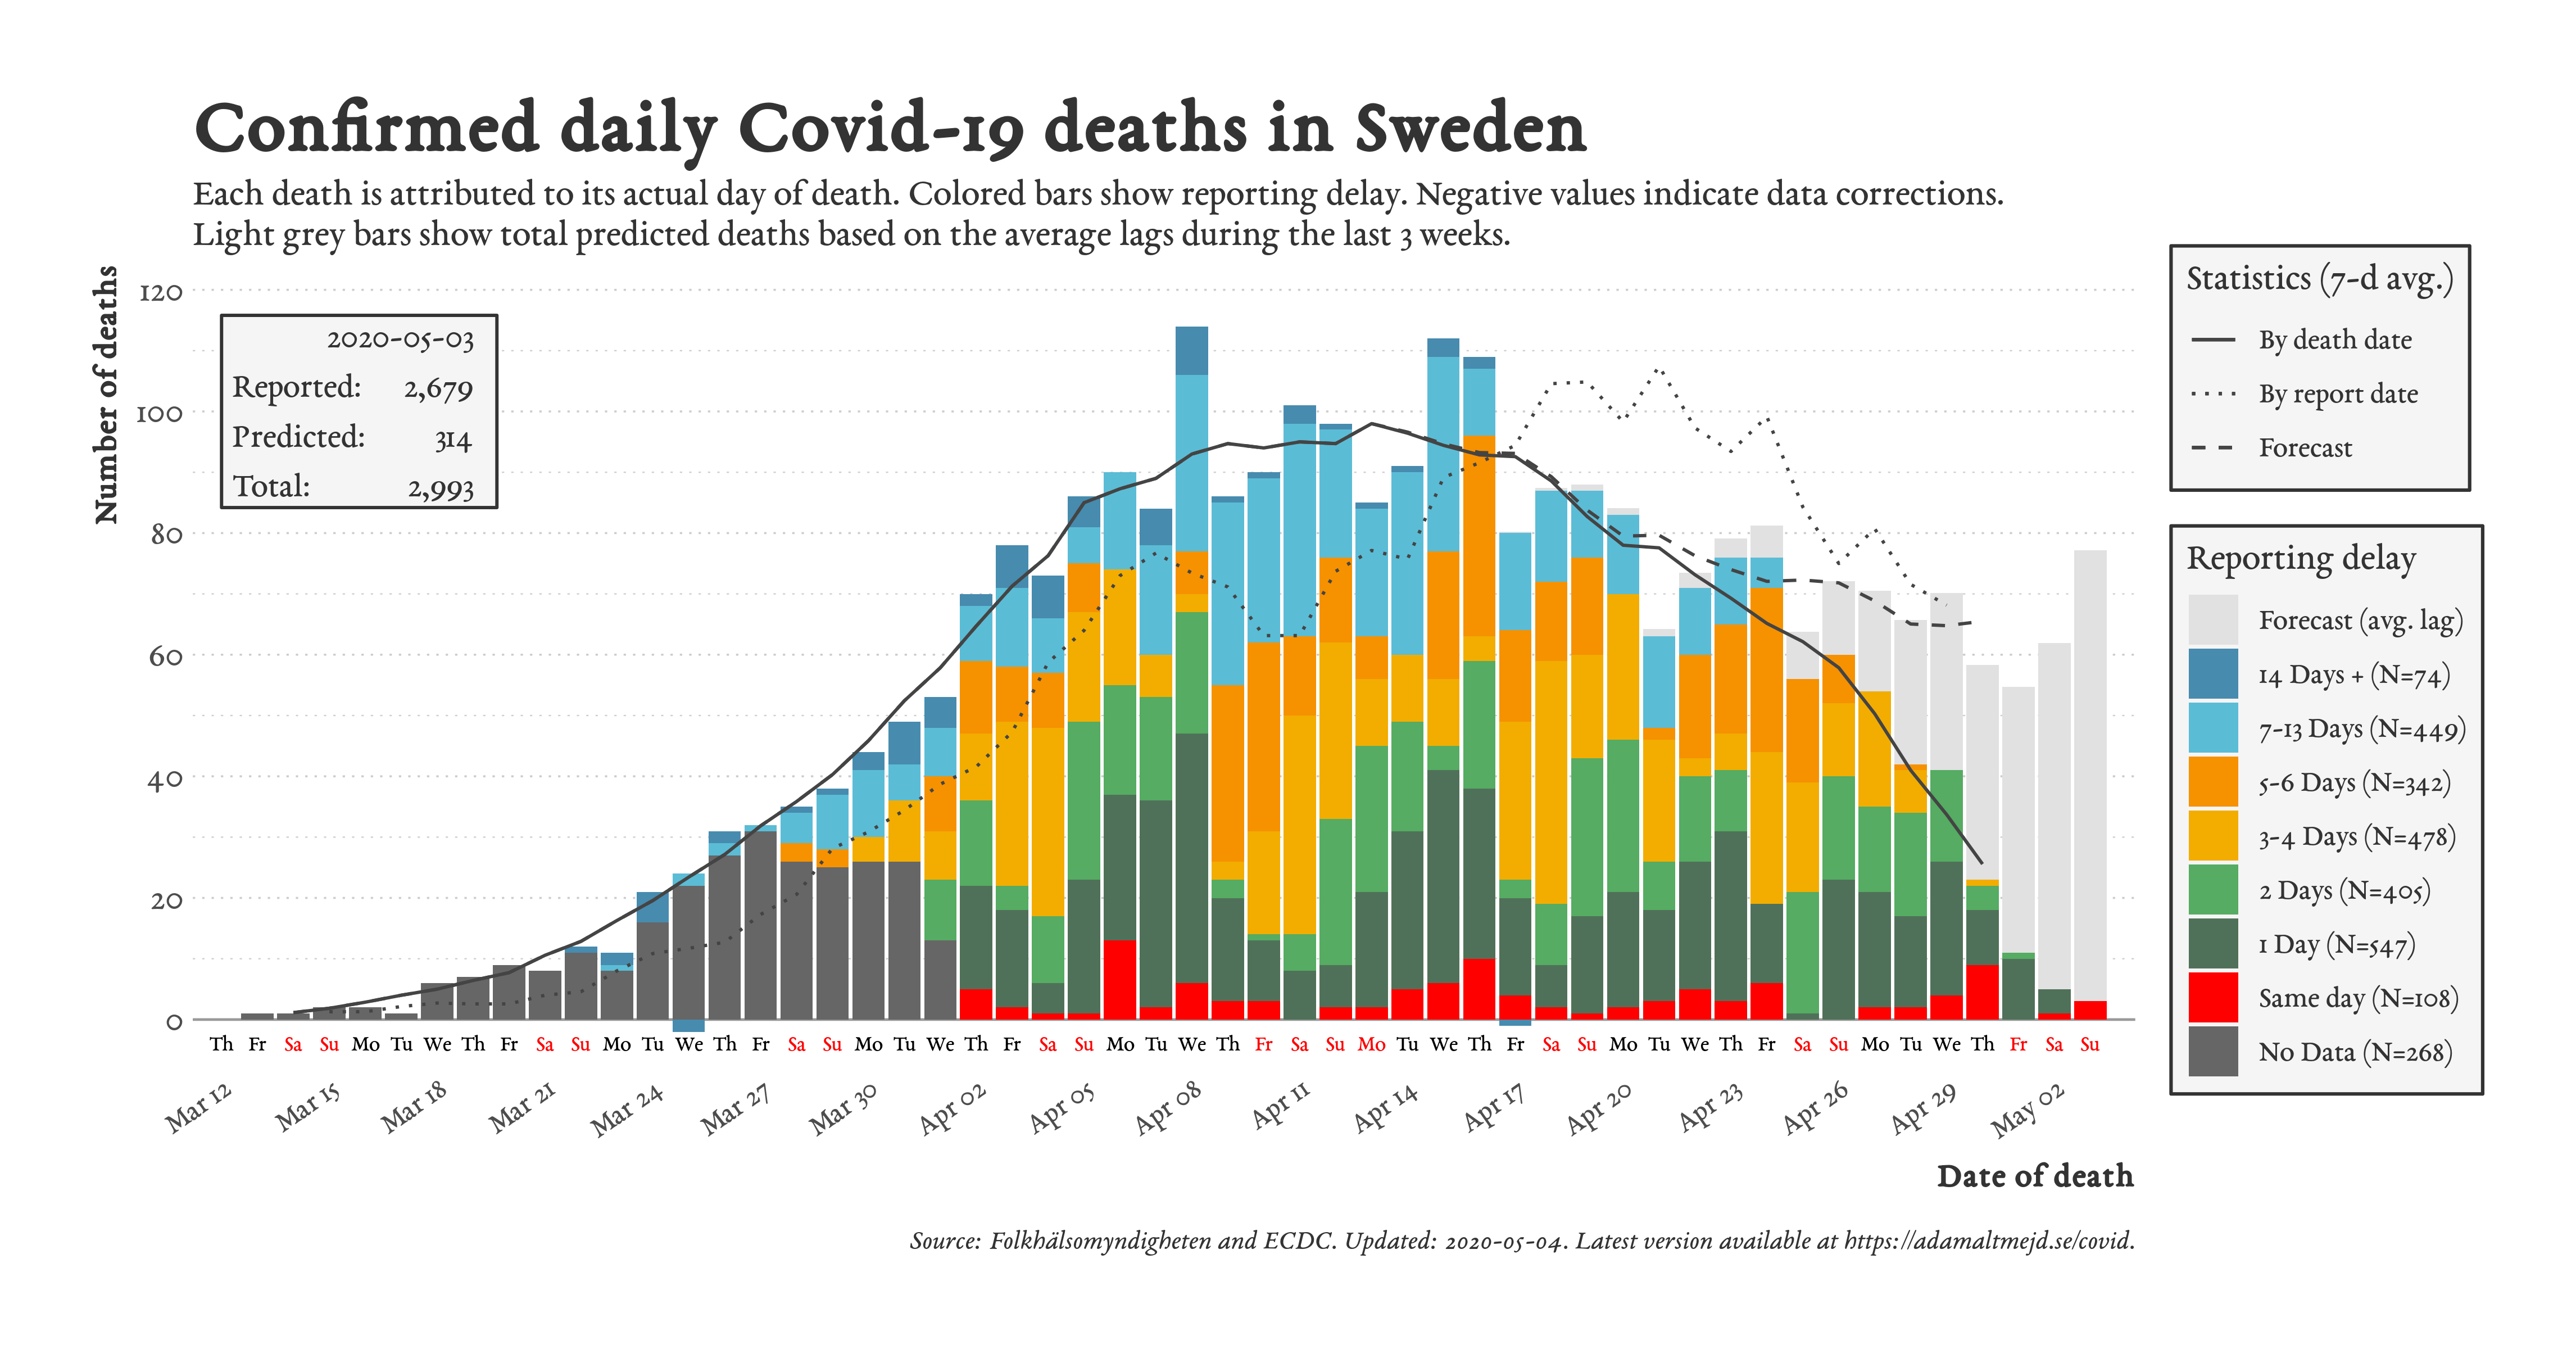 Confirmed daily Covid-19 deaths in Sweden
Each death is attributed to its actual day of death. Colored bars show reporting delay. Negative values indicate data corrections.
Light grey bars show total predicted deaths based on the average lags during the last 3 weeks.
Number of deaths
120
100
80
60
40
20
0
2020-05-03
Reported: 2,679
Predicted: 314
Total: 2,993
Th Fr Sa Su Mo Tu We Th Fr Sa Su Mo Tu We Th Fr Sa Su Mo Tu We Th Fr Sa Su Mo Tu We Th Fr Sa Su Mo Tu We Th Fr Sa Su Mo Tu We Th Fr Sa Su Mo Tu We Th Fr Sa Su
Mar 12 Mar 15 Mar 18 Mar 21 Mar 24 Mar 27 Mar 30 Apr 02 Apr 05 Apr 08 Apr 11 Apr 14 Apr 17 Apr 20 Apr 23 Apr 26 Apr 29 May 02
Date of death
Statistics (7-d avg.)
By death date
By report date
Forecast
Reporting delay
Forecast (avg. lag)
14 Days + (N=74)
7-13 Days (N=449)
5-6 Days (N=342)
3-4 Days (N=478)
2 Days (N=405)
1 Day (N=547)
Same day (N=108)
No Data (N=268)
Source: Folkhälsomyndigheten and ECDC. Updated: 2020-05-04. Latest version available at https://adamaltmejd.se/covid.